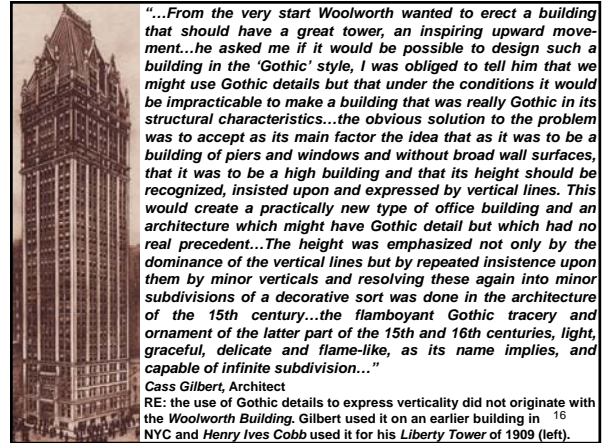 “…From the very start Woolworth wanted to erect a building
that should have a great tower, an inspiring upward move-
ment…he asked me if it would be possible to design such a
building in the ‘Gothic’ style, I was obliged to tell him that we
might use Gothic details but that under the conditions it would
be impracticable to make a building that was really Gothic in its
structural characteristics…the obvious solution to the problem
was to accept as its main factor the idea that as it was to be a
building of piers and windows and without broad wall surfaces,
that it was to be a high building and that its height should be
recognized, insisted upon and expressed by vertical lines. This
would create a practically new type of office building and an
architecture which might have Gothic detail but which had no
real precedent…The height was emphasized not only by the
dominance of the vertical lines but by repeated insistence upon
them by minor verticals and resolving these again into minor
subdivisions of a decorative sort was done in the architecture
of the 15th century…the flamboyant Gothic tracery and
ornament of the latter part of the 15th and 16th centuries, light,
graceful, delicate and flame-like, as its name implies, and
capable of infinite subdivision…”
Cass Gilbert, Architect
RE: the use of Gothic details to express verticality did not originate with
the Woolworth Building. Gilbert used it on an earlier building in
NYC and Henry Ives Cobb used it for his Liberty Tower of 1909 (left).
16